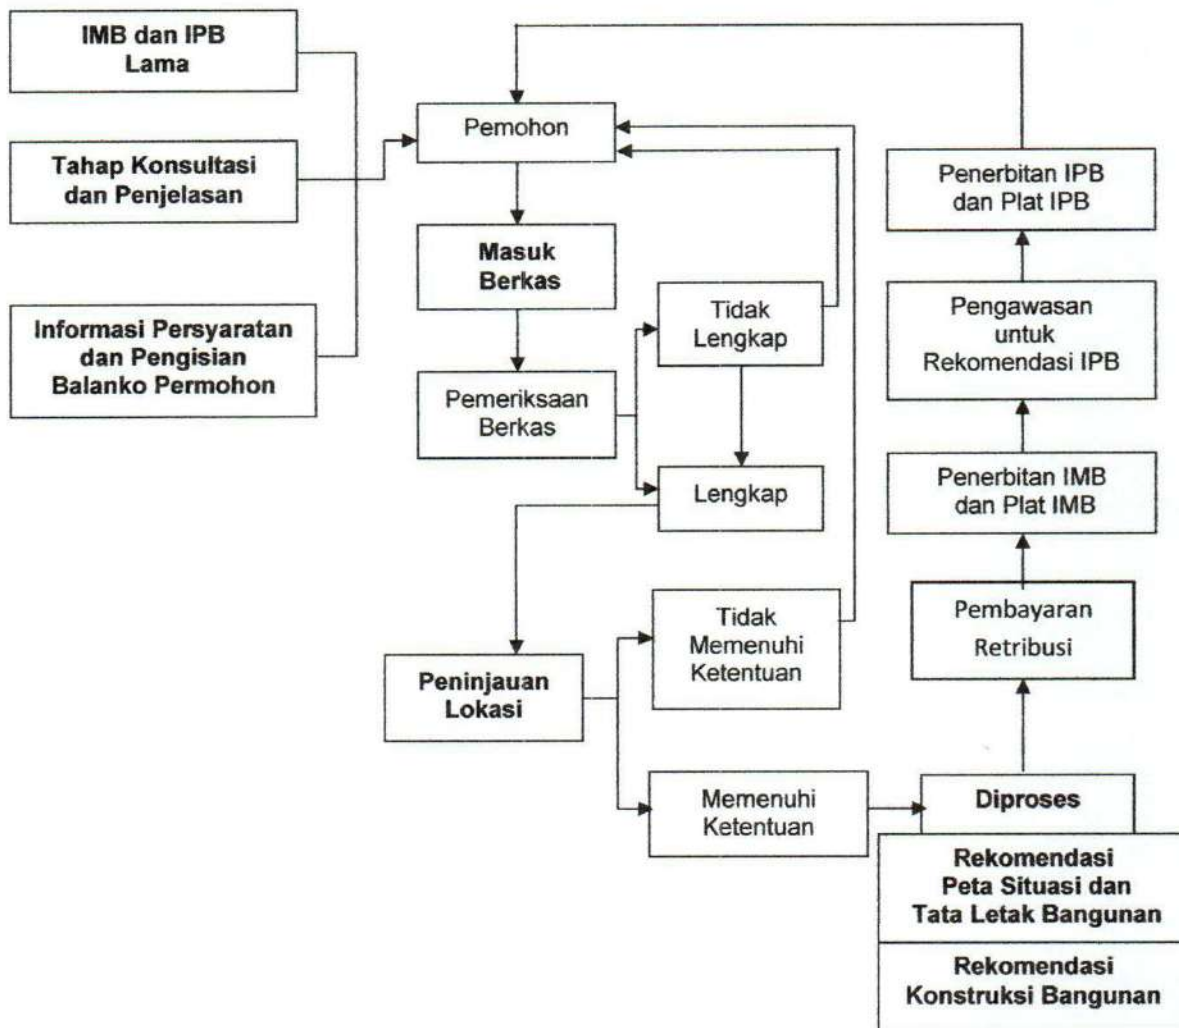 IMB dan IPB
Lama
Tahap Konsultasi
dan Penjelasan
Informasi Persyaratan
dan Pengisian
Balanko Permohon
Pemohon
Masuk
Berkas
Pemeriksaan
Berkas
Tidak
Lengkap
Lengkap
Peninjauan
Lokasi
Tidak
Memenuhi
Ketentuan
Memenuhi
Ketentuan
Diproses
Rekomendasi
Peta Situasi dan
Tata Letak Bangunan
Rekomendasi
Konstruksi Bangunan
Pembayaran
Retribusi
Penerbitan IMB
dan Plat IMB
Pengawasan
untuk
Rekomendasi IPB
Penerbitan IPB
dan Plat IPB